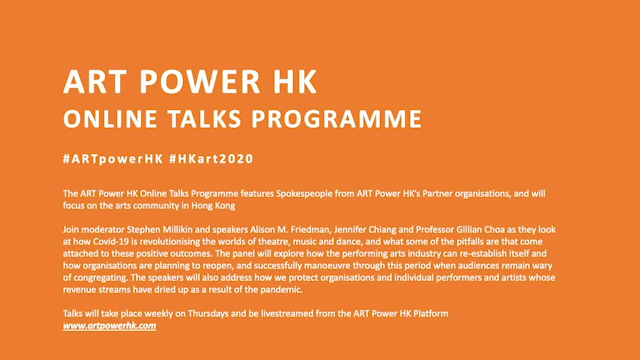 ART POWER HK
ONLINE TALKS PROGRAMME
#ARTpowerHK #HKart2020
The ART Power HK Online Talks Programme features Spokespeople from ART Power HK's Partner organisations, and will
focus on the arts community in Hong Kong
Join moderator Stephen Millikin and speakers Alison M. Friedman, Jennifer Chiang and Professor Gillian Choa as they look
at how Covid-19 is revolutionising the worlds of theatre, music and dance, and what some of the pitfalls are that come
attached to these positive outcomes. The panel will explore how the performing arts industry can re-establish itself and
how organisations are planning to reopen, and successfully manoeuvre through this period when audiences remain wary
of congregating. The speakers will also address how we protect organisations and individual performers and artists whose
revenue streams have dried up as a result of the pandemic.
Talks will take place weekly on Thursdays and be livestreamed from the ART Power HK Platform
www.artpowerhk.com